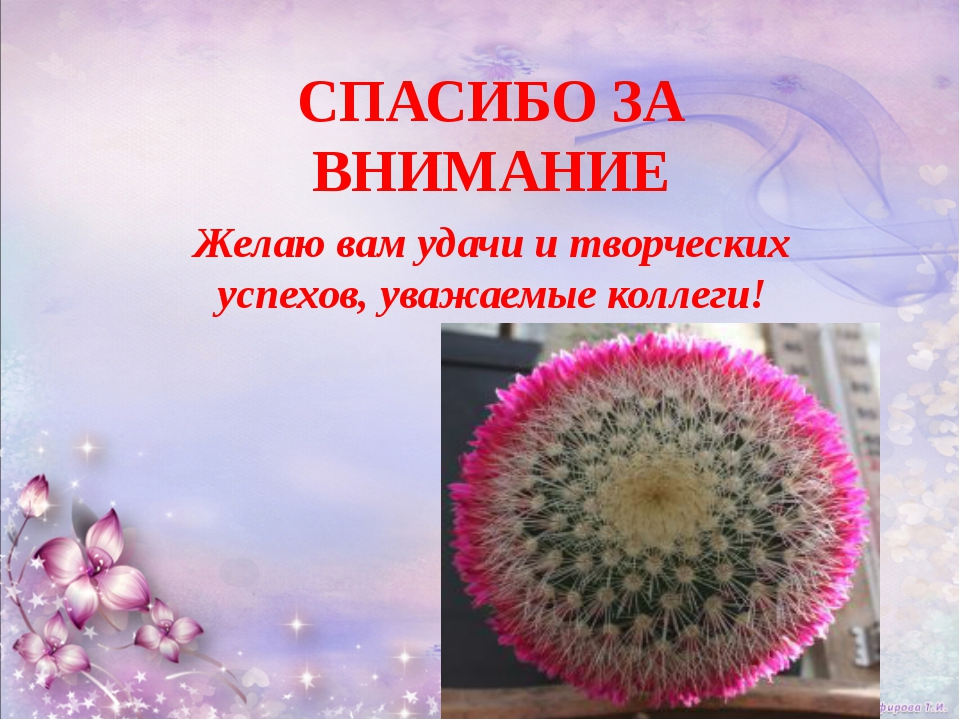 СПАСИБО ЗА
ВНИМАНИЕ
Желаю вам удачи и творческих
успехов, уважаемые коллеги!
Т.И.